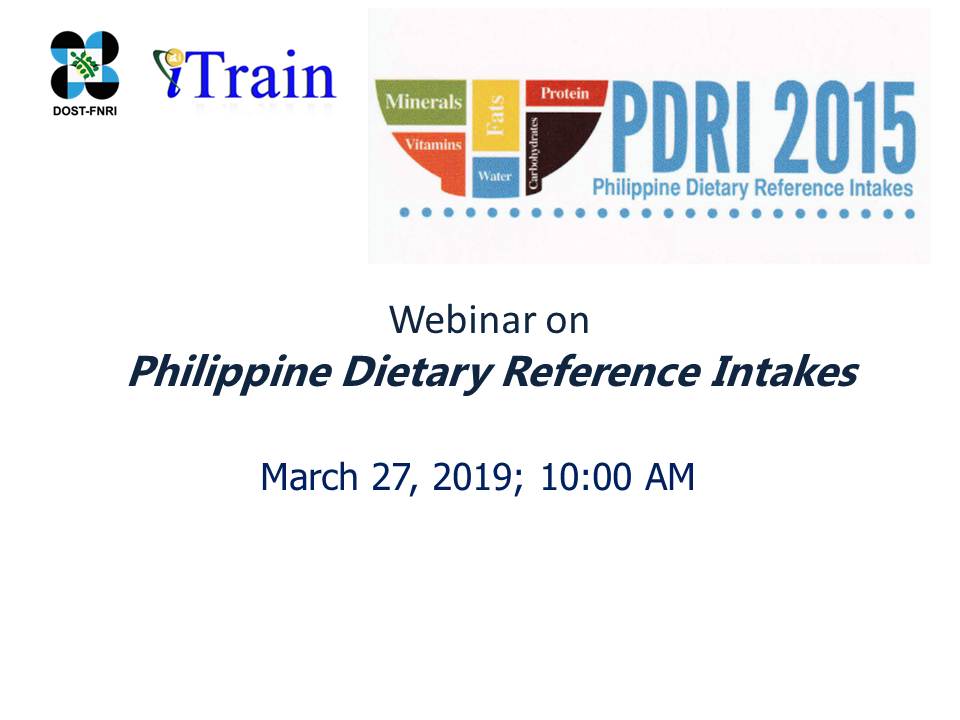 DOST-FNRI
iTrain
Minerals
Vitamins
Fats
Water
Protein
Carbohydrates
PDRI 2015
Philippine Dietary Reference Intakes
Webinar on
Philippine Dietary Reference Intakes
March 27, 2019; 10:00 AM